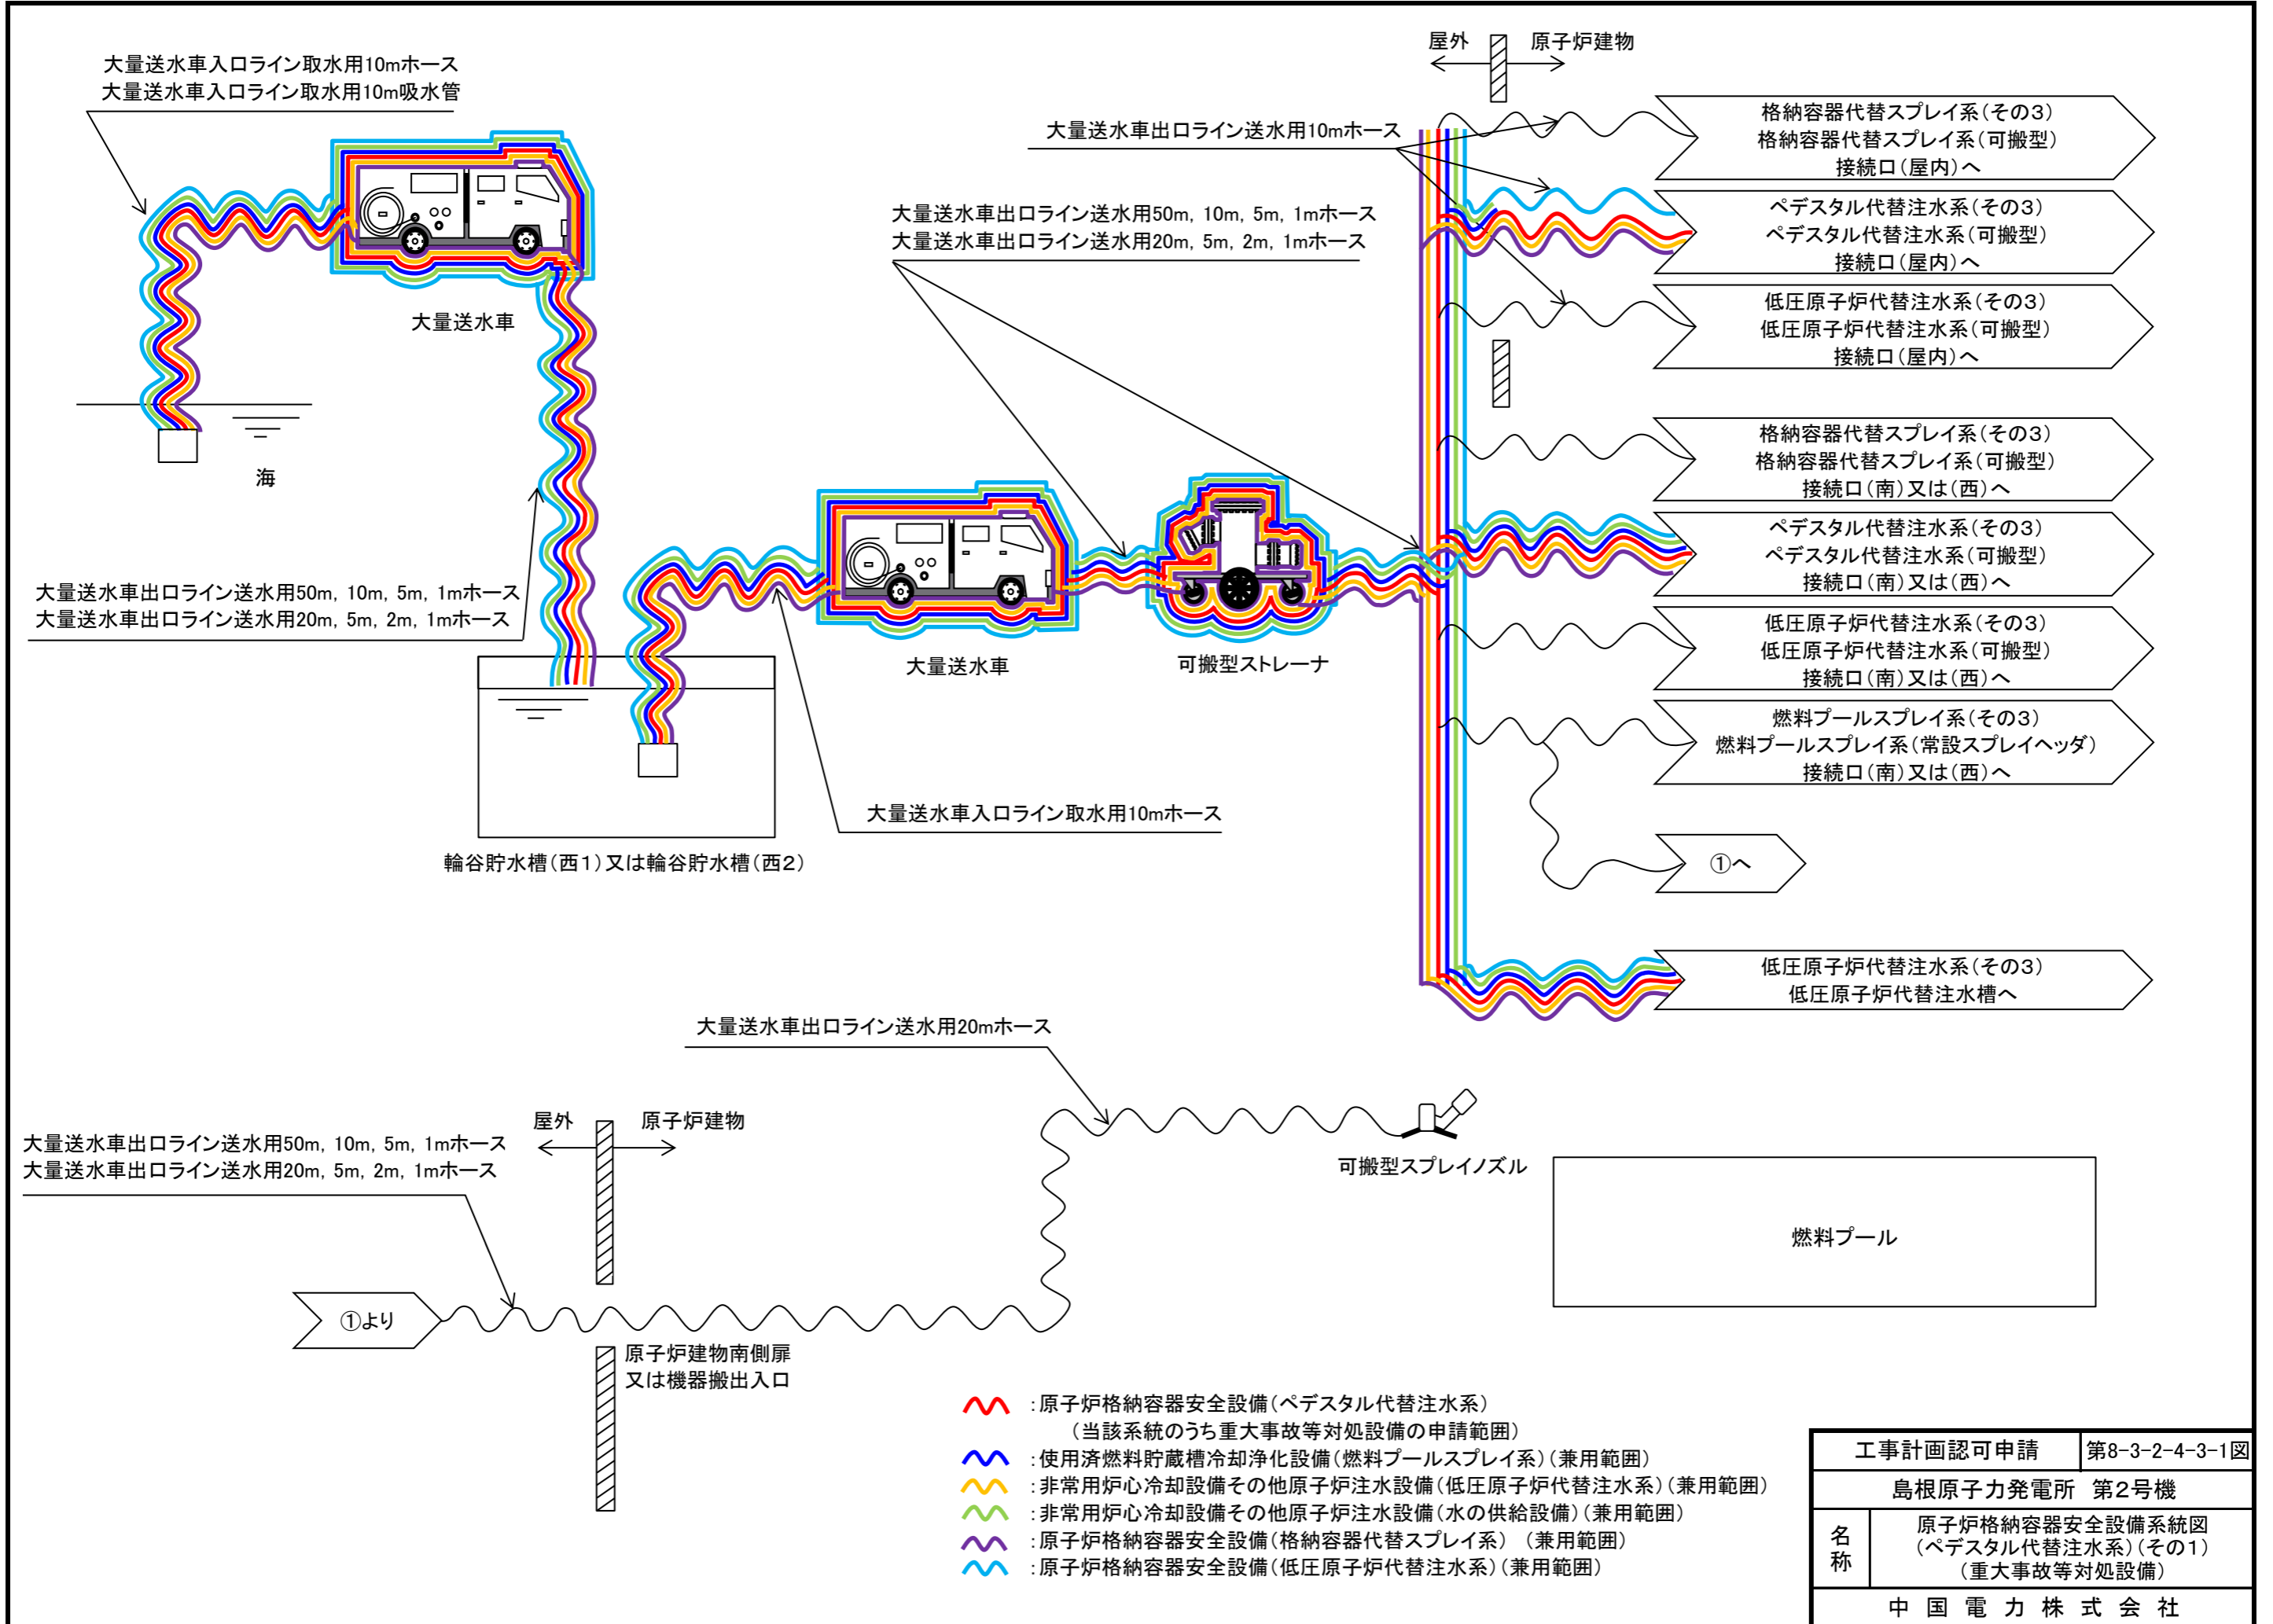 大量送水車入口ライン取水用10mホース
大量送水車入口ライン取水用10m吸水管
大量送水車
海
大量送水車出口ライン送水用50m, 10m, 5m, 1mホース
大量送水車出口ライン送水用20m, 5m, 2m, 1mホース
輪谷貯水槽(西1)又は輪谷貯水槽(西2)
大量送水車入口ライン取水用10mホース
大量送水車
可搬型ストレーナ
大量送水車出口ライン送水用50m, 10m, 5m, 1mホース
大量送水車出口ライン送水用20m, 5m, 2m, 1mホース
大量送水車出口ライン送水用10mホース
屋外
原子炉建物
格納容器代替スプレイ系(その3)
格納容器代替スプレイ系(可搬型)
接続口(屋内)へ
ペデスタル代替注水系(その3)
ペデスタル代替注水系(可搬型)
接続口(屋内)へ
低圧原子炉代替注水系(その3)
低圧原子炉代替注水系(可搬型)
接続口(屋内)へ
格納容器代替スプレイ系(その3)
格納容器代替スプレイ系(可搬型)
接続口(南)又は(西)へ
ペデスタル代替注水系(その3)
ペデスタル代替注水系(可搬型)
接続口(南)又は(西)へ
低圧原子炉代替注水系(その3)
低圧原子炉代替注水系(可搬型)
接続口(南)又は(西)へ
燃料プールスプレイ系(その3)
燃料プールスプレイ系(常設スプレイヘッダ)
接続口(南)又は(西)へ
①へ
低圧原子炉代替注水系(その3)
低圧原子炉代替注水槽へ
大量送水車出口ライン送水用20mホース
屋外
原子炉建物
大量送水車出口ライン送水用50m, 10m, 5m, 1mホース
大量送水車出口ライン送水用20m, 5m, 2m, 1mホース
可搬型スプレイノズル
燃料プール
①より
原子炉建物南側扉
又は機器搬出入口
:原子炉格納容器安全設備(ペデスタル代替注水系)
(当該系統のうち重大事故等対処設備の申請範囲)
:使用済燃料貯蔵槽冷却浄化設備(燃料プールスプレイ系)(兼用範囲)
:非常用炉心冷却設備その他原子炉注水設備(低圧原子炉代替注水系)(兼用範囲)
:非常用炉心冷却設備その他原子炉注水設備(水の供給設備)(兼用範囲)
:原子炉格納容器安全設備(格納容器代替スプレイ系) (兼用範囲)
:原子炉格納容器安全設備(低圧原子炉代替注水系)(兼用範囲)
工事計画認可申請 第8-3-2-4-3-1図
島根原子力発電所 第2号機
名称
原子炉格納容器安全設備系統図
(ペデスタル代替注水系)(その1)
(重大事故等対処設備)
中国電力株式会社